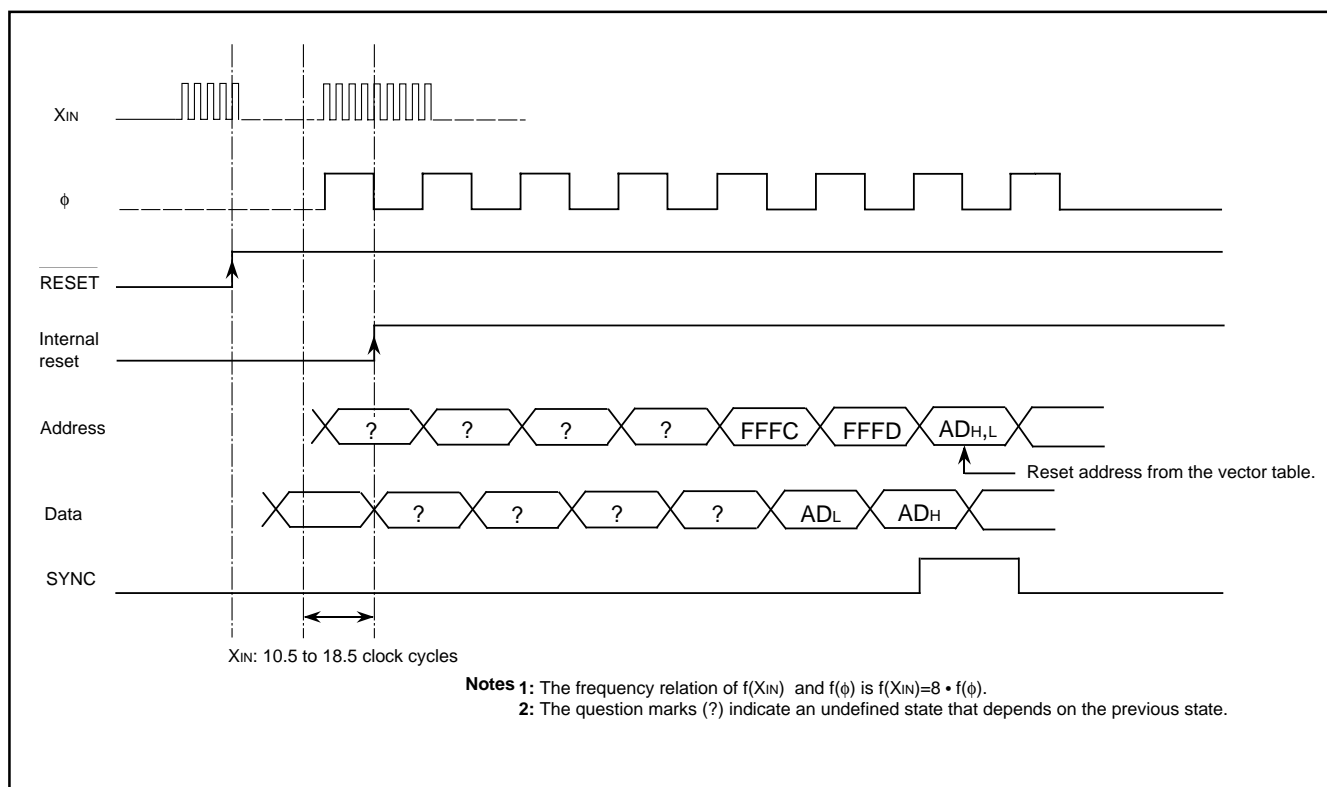 XIN
ϕ
RESET
Internal
reset
Address
? ? ? ? FFFC FFFD ADH,L
Reset address from the vector table.
Data
? ? ? ? ADL ADH
SYNC
XIN: 10.5 to 18.5 clock cycles
Notes 1: The frequency relation of f(XIN) and f(ϕ) is f(XIN)=8 • f(ϕ).
2: The question marks (?) indicate an undefined state that depends on the previous state.